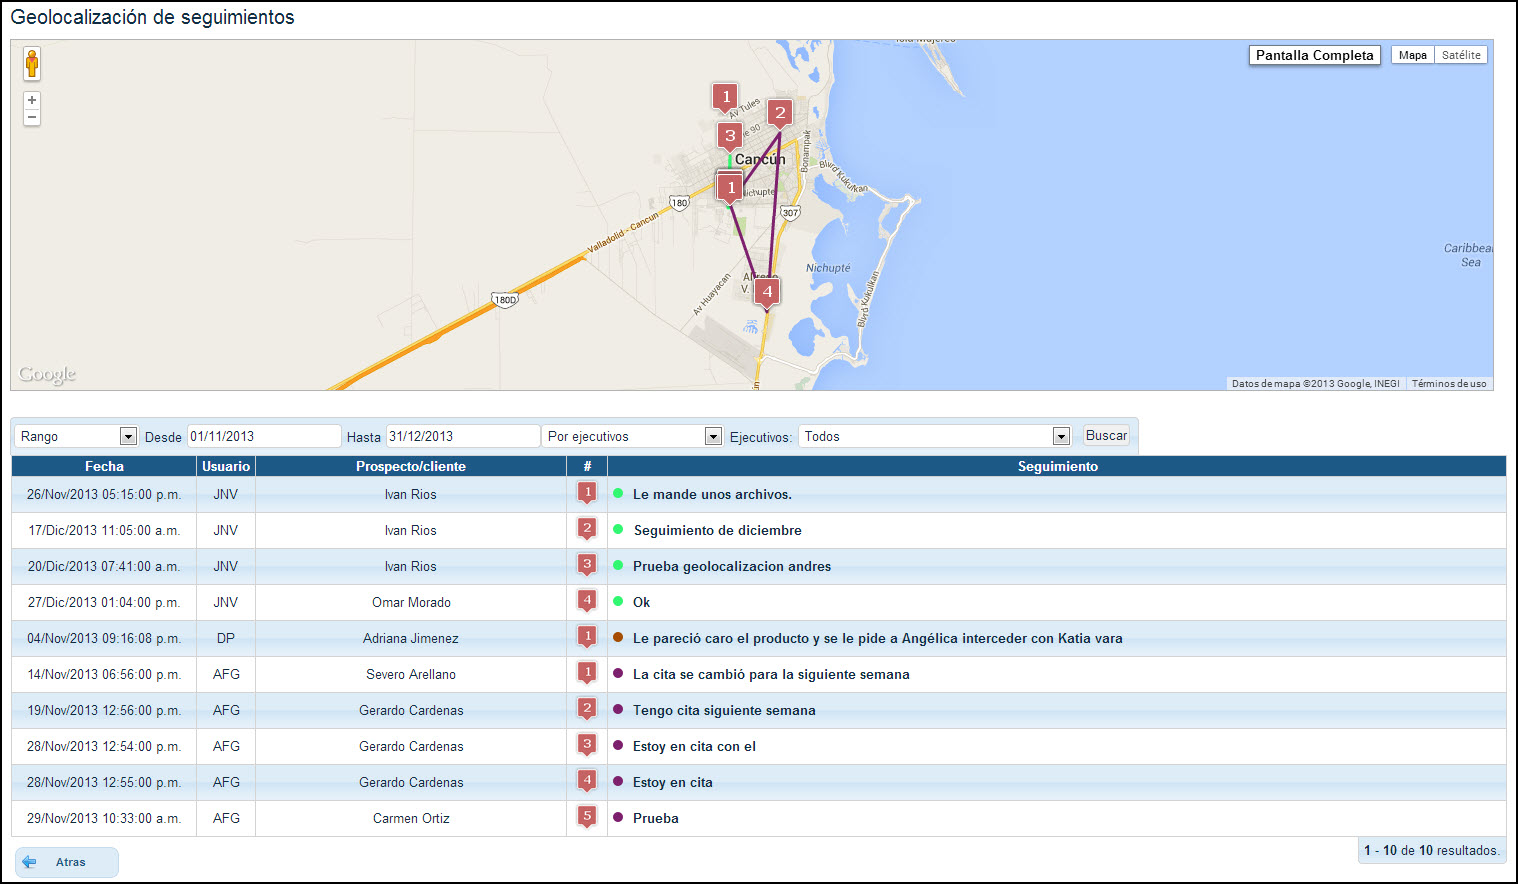 Geolocalización de seguimientos
Pantalla Completa
Mapa
Satélite
+
−
1
2
3
1
4
Av Tules
Cancún
Bonampak
Blvrd Kukulkan
Nichupté
180
307
Valladolid - Cancun
180D
Av Huayacan
Alfredo
V.
Nichupté
Blvrd Kukulkan
Caribbean
Sea
Google
Datos de mapa ©2013 Google, INEGI
Términos de uso
Rango Desde 01/11/2013 Hasta 31/12/2013 Por ejecutivos Ejecutivos: Todos Buscar
Fecha Usuario Prospecto/cliente # Seguimiento
26/Nov/2013 05:15:00 p.m. JNV Ivan Rios 1 Le mande unos archivos.
17/Dic/2013 11:05:00 a.m. JNV Ivan Rios 2 Seguimiento de diciembre
20/Dic/2013 07:41:00 a.m. JNV Ivan Rios 3 Prueba geolocalizacion andres
27/Dic/2013 01:04:00 p.m. JNV Omar Morado 4 Ok
04/Nov/2013 09:16:08 p.m. DP Adriana Jimenez 1 Le pareció caro el producto y se le pide a Angélica interceder con Katia vara
14/Nov/2013 06:56:00 p.m. AFG Severo Arellano 1 La cita se cambió para la siguiente semana
19/Nov/2013 12:56:00 p.m. AFG Gerardo Cardenas 2 Tengo cita siguiente semana
28/Nov/2013 12:54:00 p.m. AFG Gerardo Cardenas 3 Estoy en cita con el
28/Nov/2013 12:55:00 p.m. AFG Gerardo Cardenas 4 Estoy en cita
29/Nov/2013 10:33:00 a.m. AFG Carmen Ortiz 5 Prueba
1 - 10 de 10 resultados.
Atras